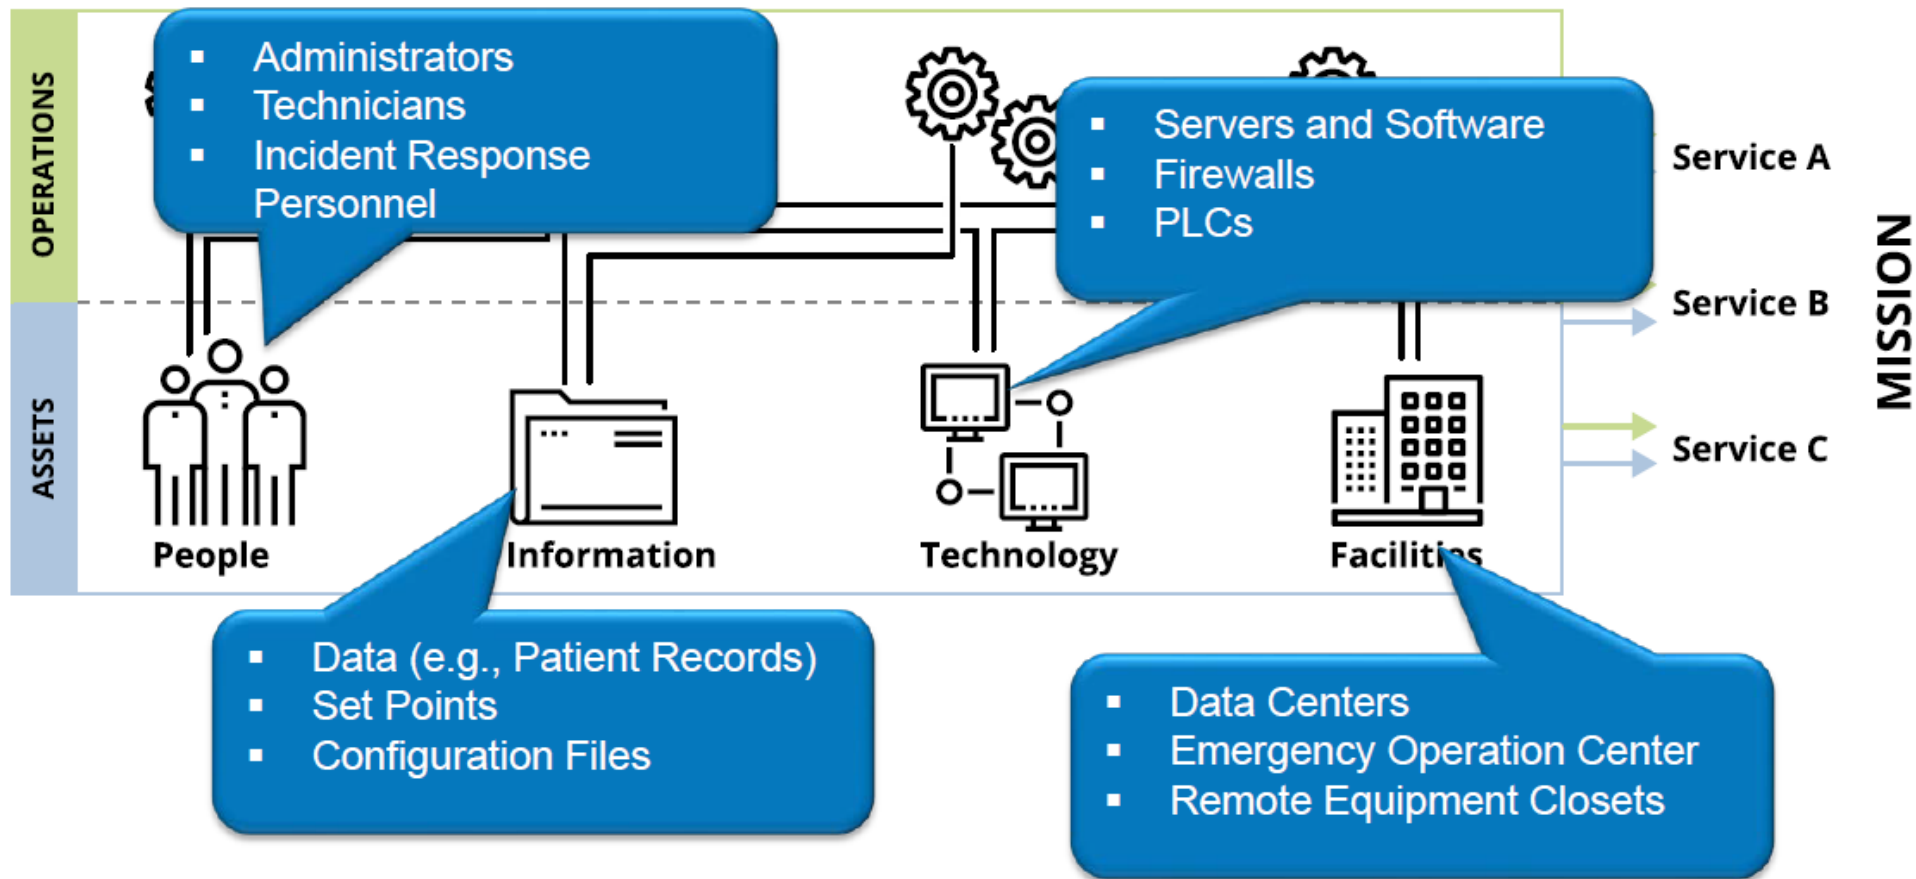 OPERATIONS
▪ Administrators
▪ Technicians
▪ Incident Response
Personnel
▪ Servers and Software
▪ Firewalls
▪ PLCs
Service A
Service B
Service C
MISSION
ASSETS
People
Information
Technology
Facilities
▪ Data (e.g., Patient Records)
▪ Set Points
▪ Configuration Files
▪ Data Centers
▪ Emergency Operation Center
▪ Remote Equipment Closets